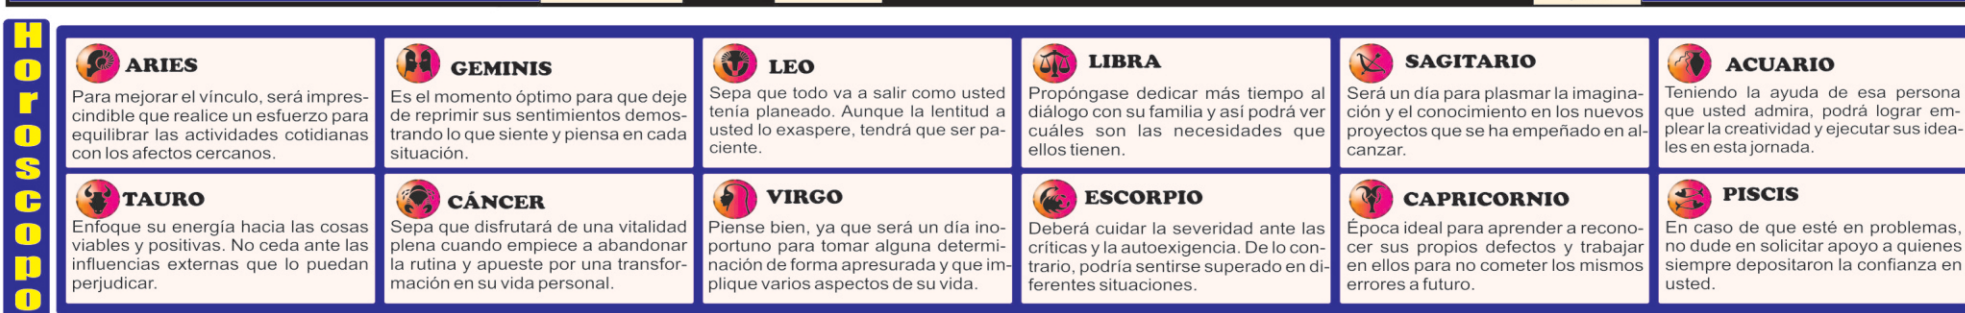 Horoscopo
ARIES
Para mejorar el vínculo, será impres-
cindible que realice un esfuerzo para
equilibrar las actividades cotidianas
con los afectos cercanos.
TAURO
Enfoque su energía hacia las cosas
viables y positivas. No ceda ante las
influencias externas que lo puedan
perjudicar.
GEMINIS
Es el momento óptimo para que deje
de reprimir sus sentimientos demos-
trando lo que siente y piensa en cada
situación.
CÁNCER
Sepa que disfrutará de una vitalidad
plena cuando empiece a abandonar
la rutina y apueste por una transfor-
mación en su vida personal.
LEO
Sepa que todo va a salir como usted
tenía planeado. Aunque la lentitud a
usted lo exaspere, tendrá que ser pa-
ciente.
VIRGO
Piense bien, ya que será un día ino-
portuno para tomar alguna determi-
nación de forma apresurada y que im-
plique varios aspectos de su vida.
LIBRA
Propóngase dedicar más tiempo al
diálogo con su familia y así podrá ver
cuáles son las necesidades que
ellos tienen.
ESCORPIO
Deberá cuidar la severidad ante las
críticas y la autoexigencia. De lo con-
trario, podría sentirse superado en di-
ferentes situaciones.
SAGITARIO
Será un día para plasmar la imagina-
ción y el conocimiento en los nuevos
proyectos que se ha empeñado en al-
canzar.
CAPRICORNIO
Época ideal para aprender a recono-
cer sus propios defectos y trabajar
en ellos para no cometer los mismos
errores a futuro.
ACUARIO
Teniendo la ayuda de esa persona
que usted admira, podrá lograr em-
plear la creatividad y ejecutar sus idea-
les en esta jornada.
PISCIS
En caso de que esté en problemas,
no dude en solicitar apoyo a quienes
siempre depositaron la confianza en
usted.